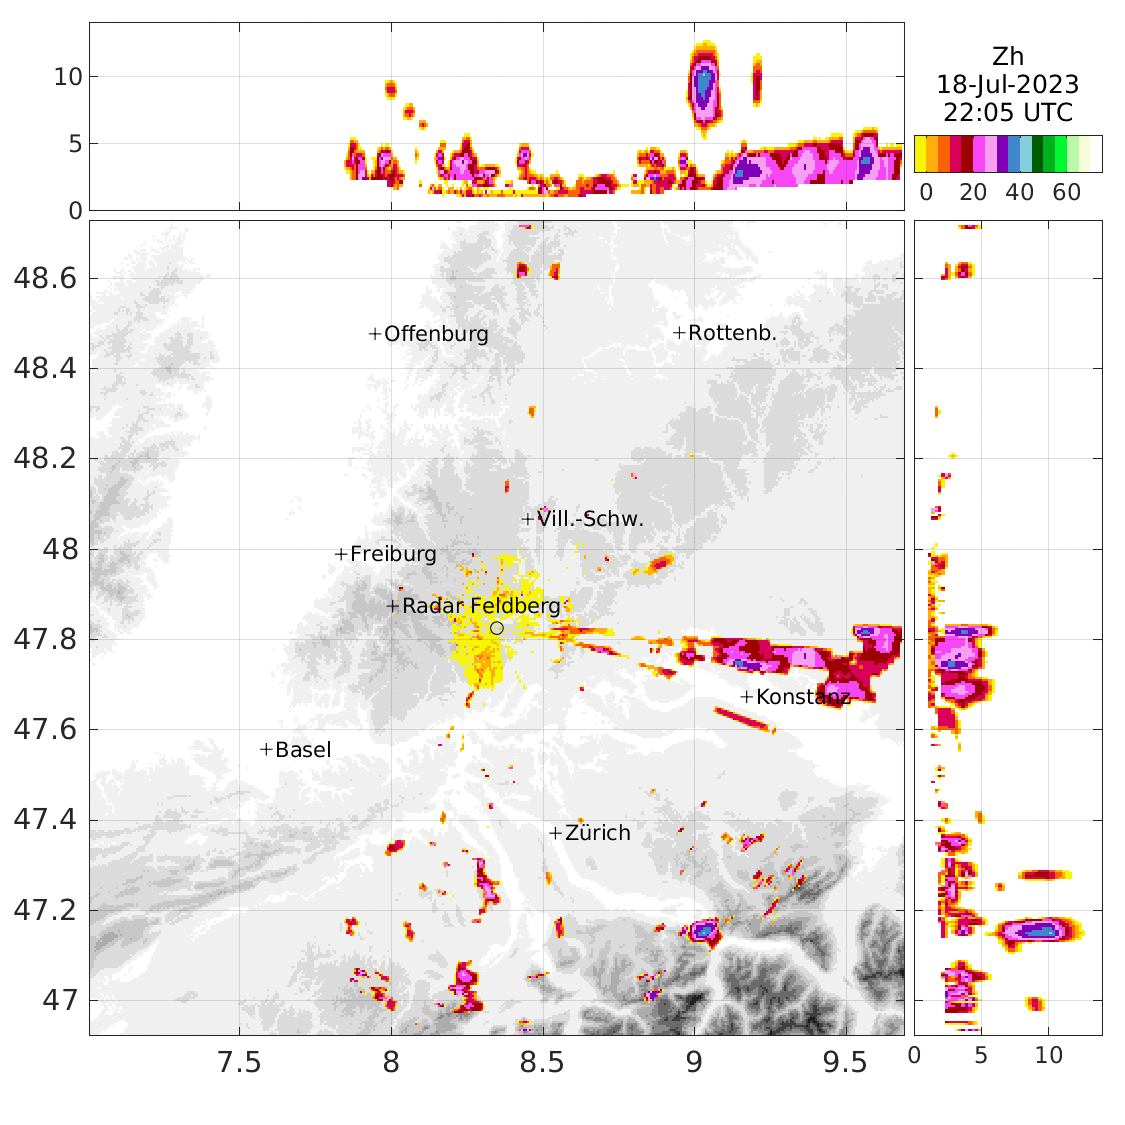 10
5
0
Zh
18-Jul-2023
22:05 UTC
0 20 40 60
48.6
48.4
48.2
48
47.8
47.6
47.4
47.2
47
+Offenburg
+Rottenb.
+Vill.-Schw.
+Freiburg
+Radar Feldberg
+Konstanz
+Basel
+Zürich
7.5 8 8.5 9 9.5
0 5 10